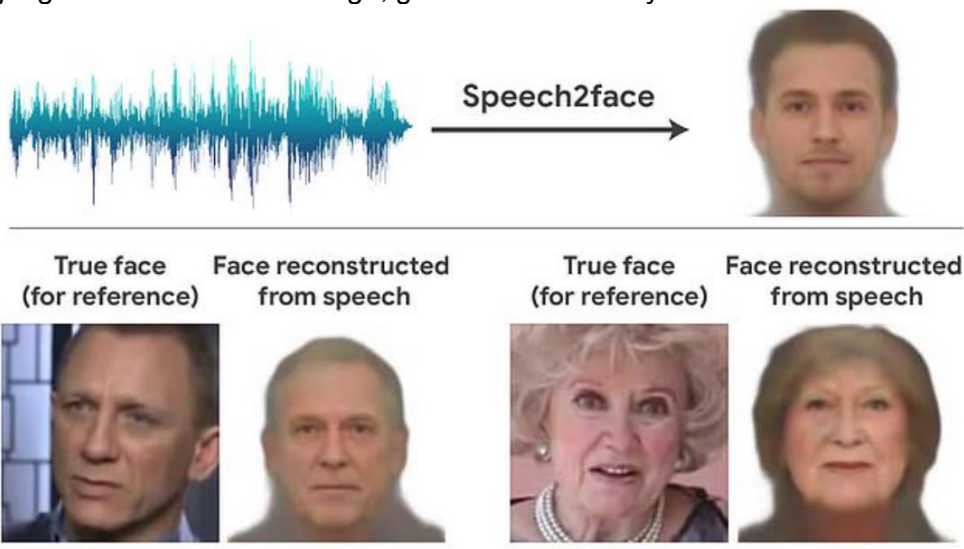 Speech2face
True face
(for reference)
Face reconstructed
from speech
True face
(for reference)
Face reconstructed
from speech